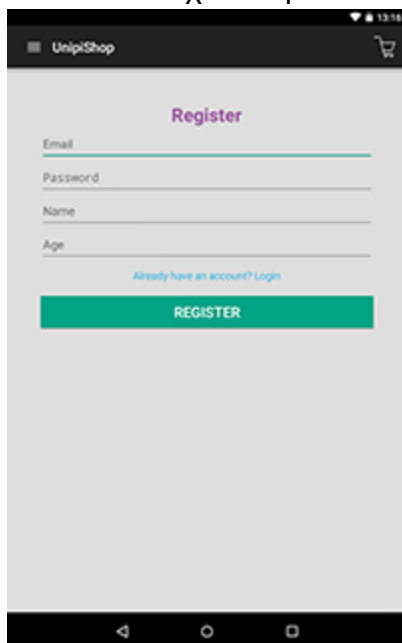 13:16
UnipiShop
Register
Email
Password
Name
Age
Already have an account? Login
REGISTER